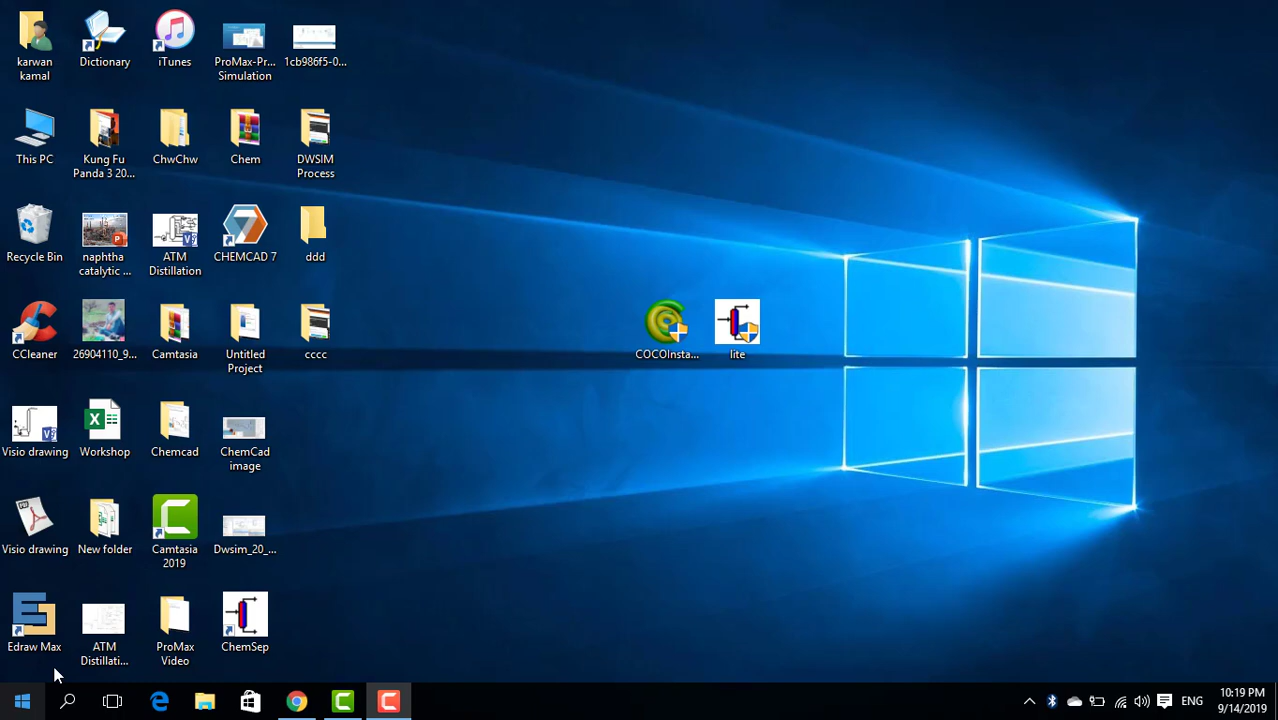 karwan
kamal
Dictionary
iTunes
ProMax-Pr...
Simulation
1cb986f5-0...
This PC
Kung Fu
Panda 3 20...
ChwChw
Chem
DWSIM
Process
Recycle Bin
naphtha
catalytic ...
ATM
Distillation
CHEMCAD 7
ddd
CCleaner
26904110_9...
Camtasia
Untitled
Project
cccc
COCOInsta...
lite
Visio drawing
Workshop
Chemcad
ChemCad
image
Visio drawing
New folder
Camtasia
2019
Dwsim_20_...
Edraw Max
ATM
Distillati...
ProMax
Video
ChemSep
ENG
10:19 PM
9/14/2019